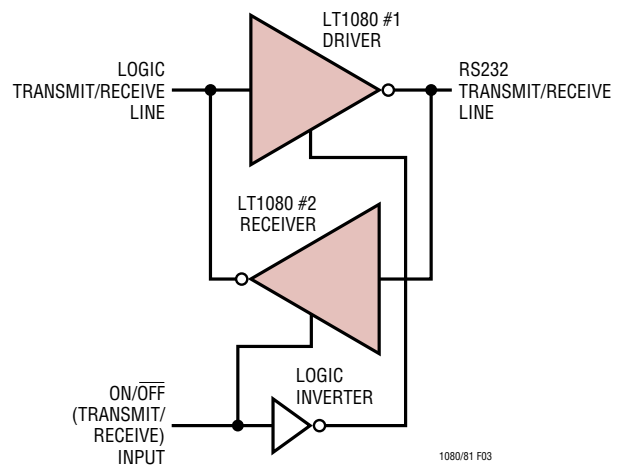 LT1080 #1
DRIVER
LOGIC
TRANSMIT/RECEIVE
LINE
RS232
TRANSMIT/RECEIVE
LINE
LT1080 #2
RECEIVER
LOGIC
INVERTER
ON/O̅F̅F̅
(TRANSMIT/
RECEIVE)
INPUT
1080/81 F03